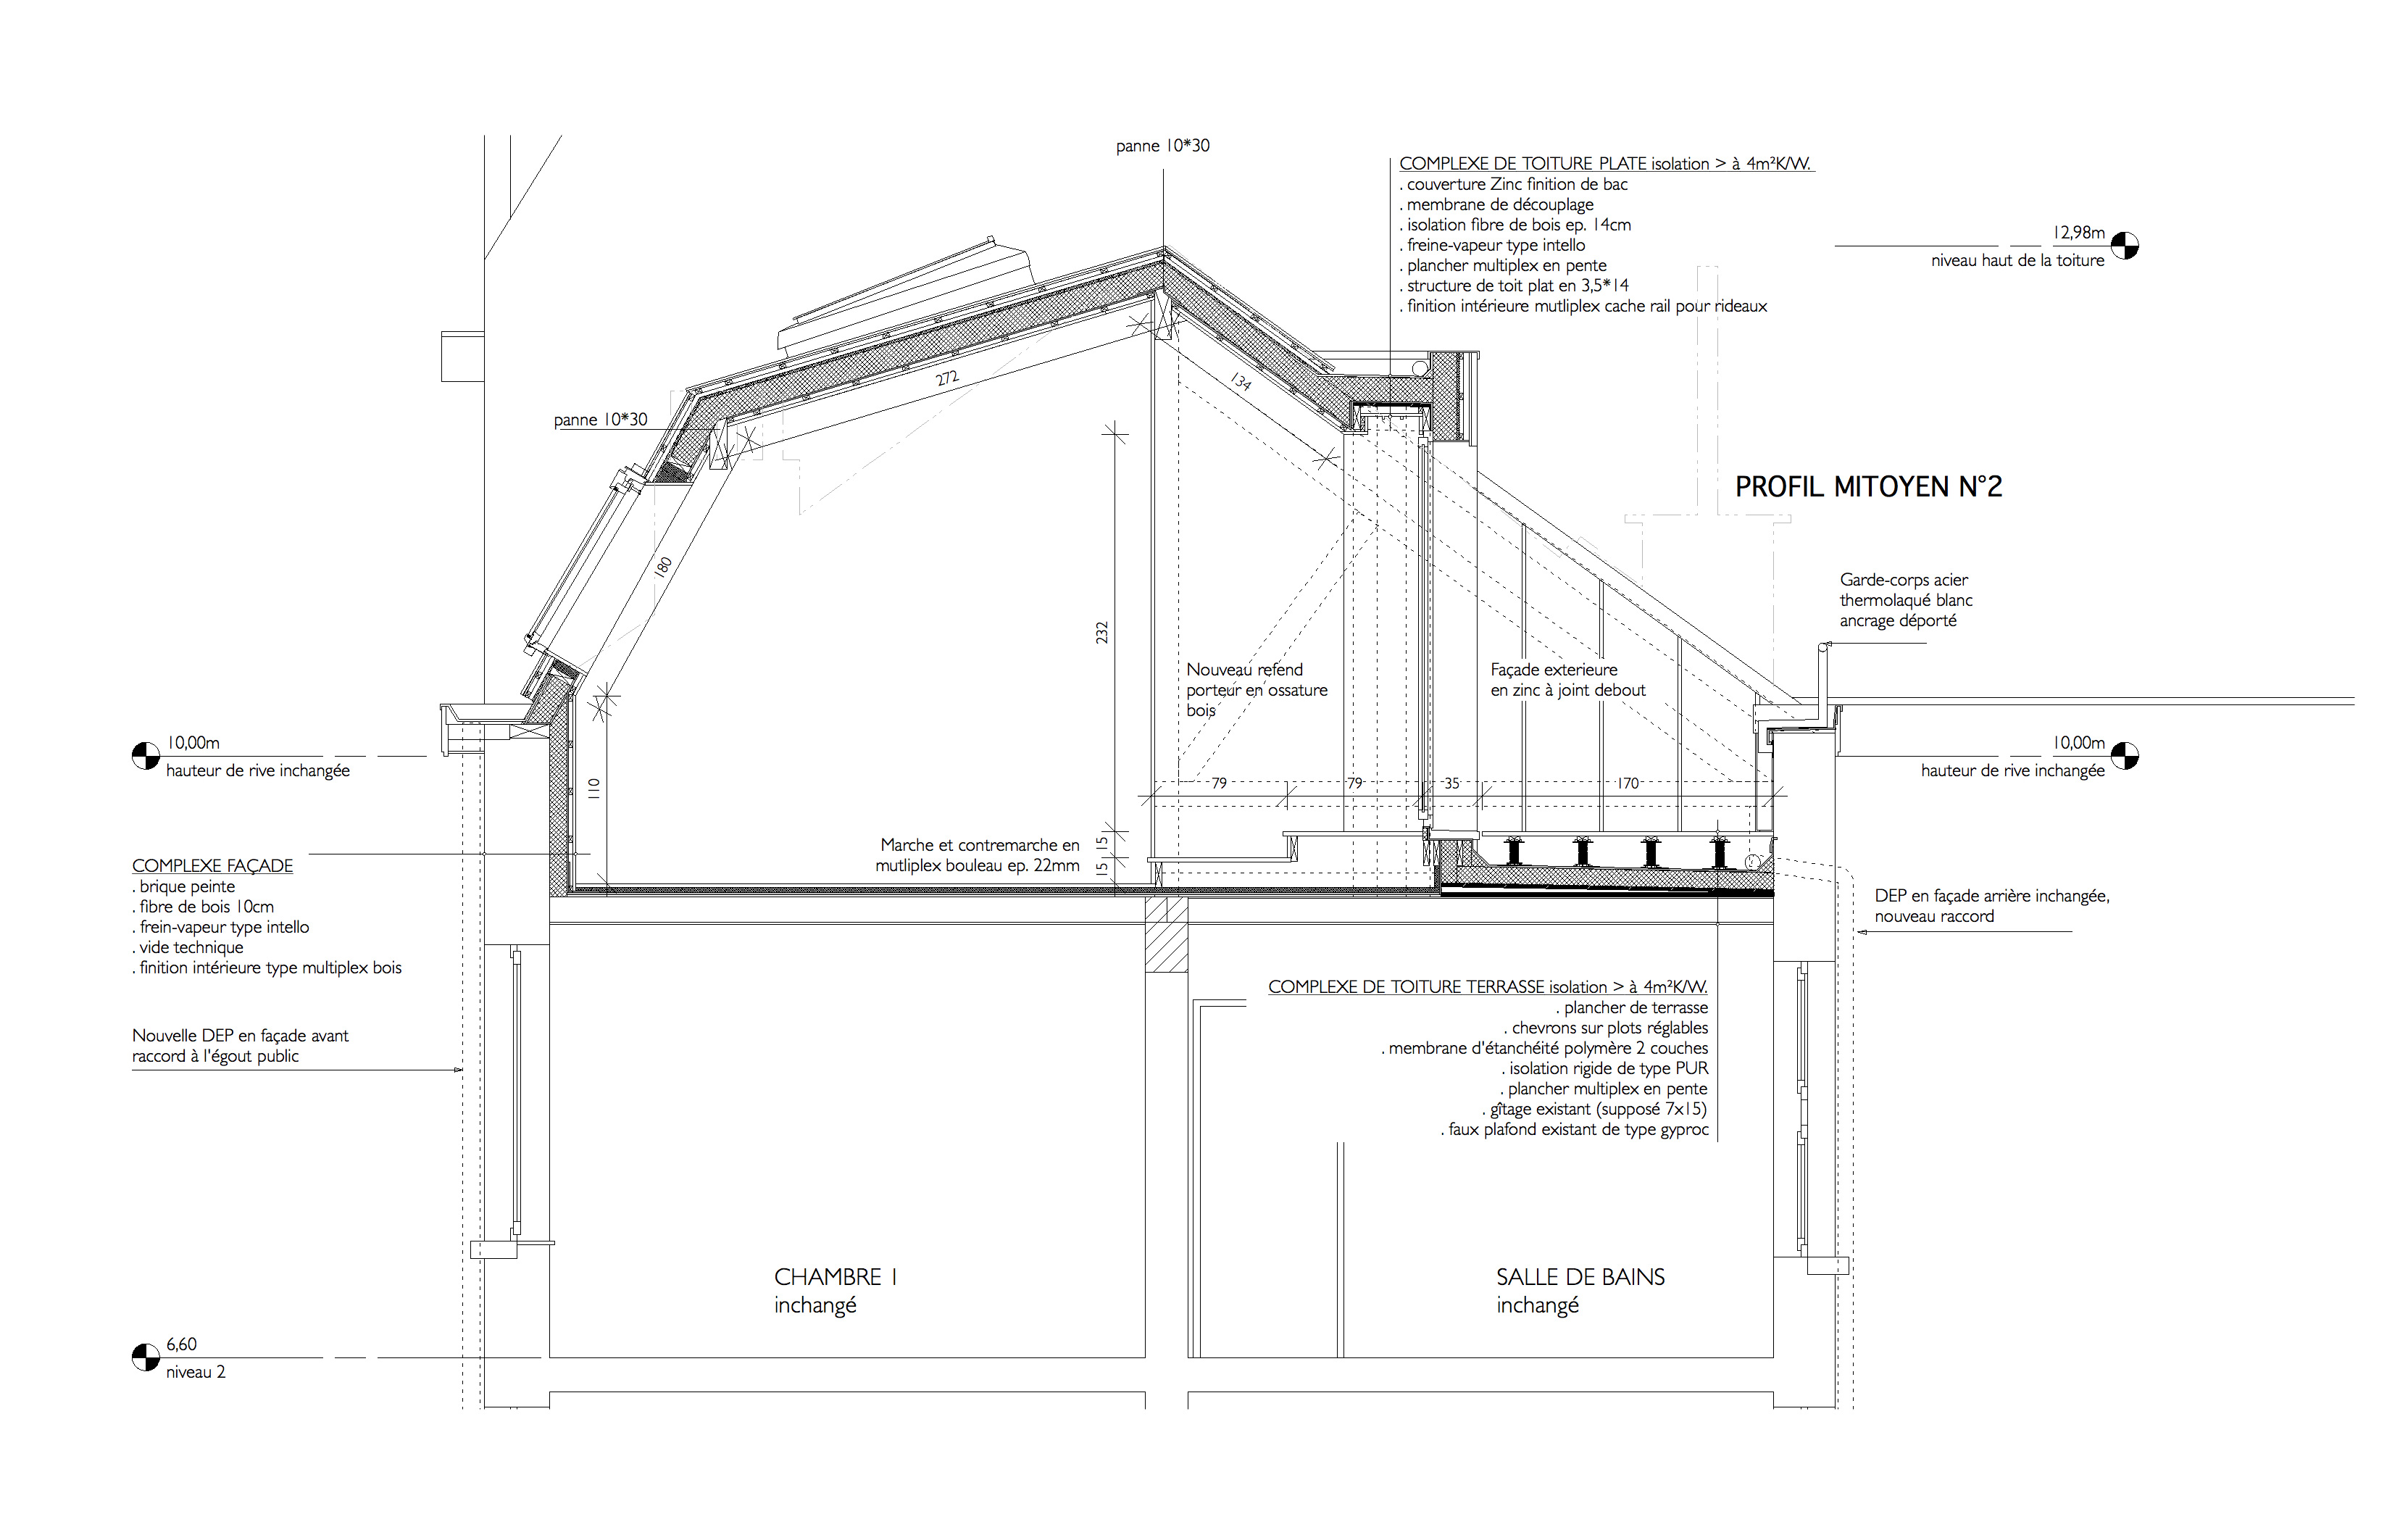 panne 10*30
COMPLEXE DE TOITURE PLATE isolation > à 4m²K/W.
. couverture Zinc finition de bac
. membrane de découplage
. isolation fibre de bois ep. 14cm
. freine-vapeur type intello
. plancher multiplex en pente
. structure de toit plat en 3,5*14
. finition intérieure mutliplex cache rail pour rideaux
12,98m
niveau haut de la toiture
272
134
panne 10*30
PROFIL MITOYEN N°2
180
Garde-corps acier
thermolaqué blanc
ancrage déporté
232
Nouveau refend
porteur en ossature
bois
Façade exterieure
en zinc à joint debout
10,00m
hauteur de rive inchangée
10,00m
hauteur de rive inchangée
110
79
79
35
170
Marche et contremarche en
mutliplex bouleau ep. 22mm
15
15
COMPLEXE FAÇADE
. brique peinte
. fibre de bois 10cm
. frein-vapeur type intello
. vide technique
. finition intérieure type multiplex bois
DEP en façade arrière inchangée,
nouveau raccord
Nouvelle DEP en façade avant
raccord à l'égout public
COMPLEXE DE TOITURE TERRASSE isolation > à 4m²K/W.
. plancher de terrasse
. chevrons sur plots réglables
. membrane d'étanchéité polymère 2 couches
. isolation rigide de type PUR
. plancher multiplex en pente
. gîtage existant (supposé 7x15)
. faux plafond existant de type gyproc
CHAMBRE 1
inchangé
SALLE DE BAINS
inchangé
6,60
niveau 2